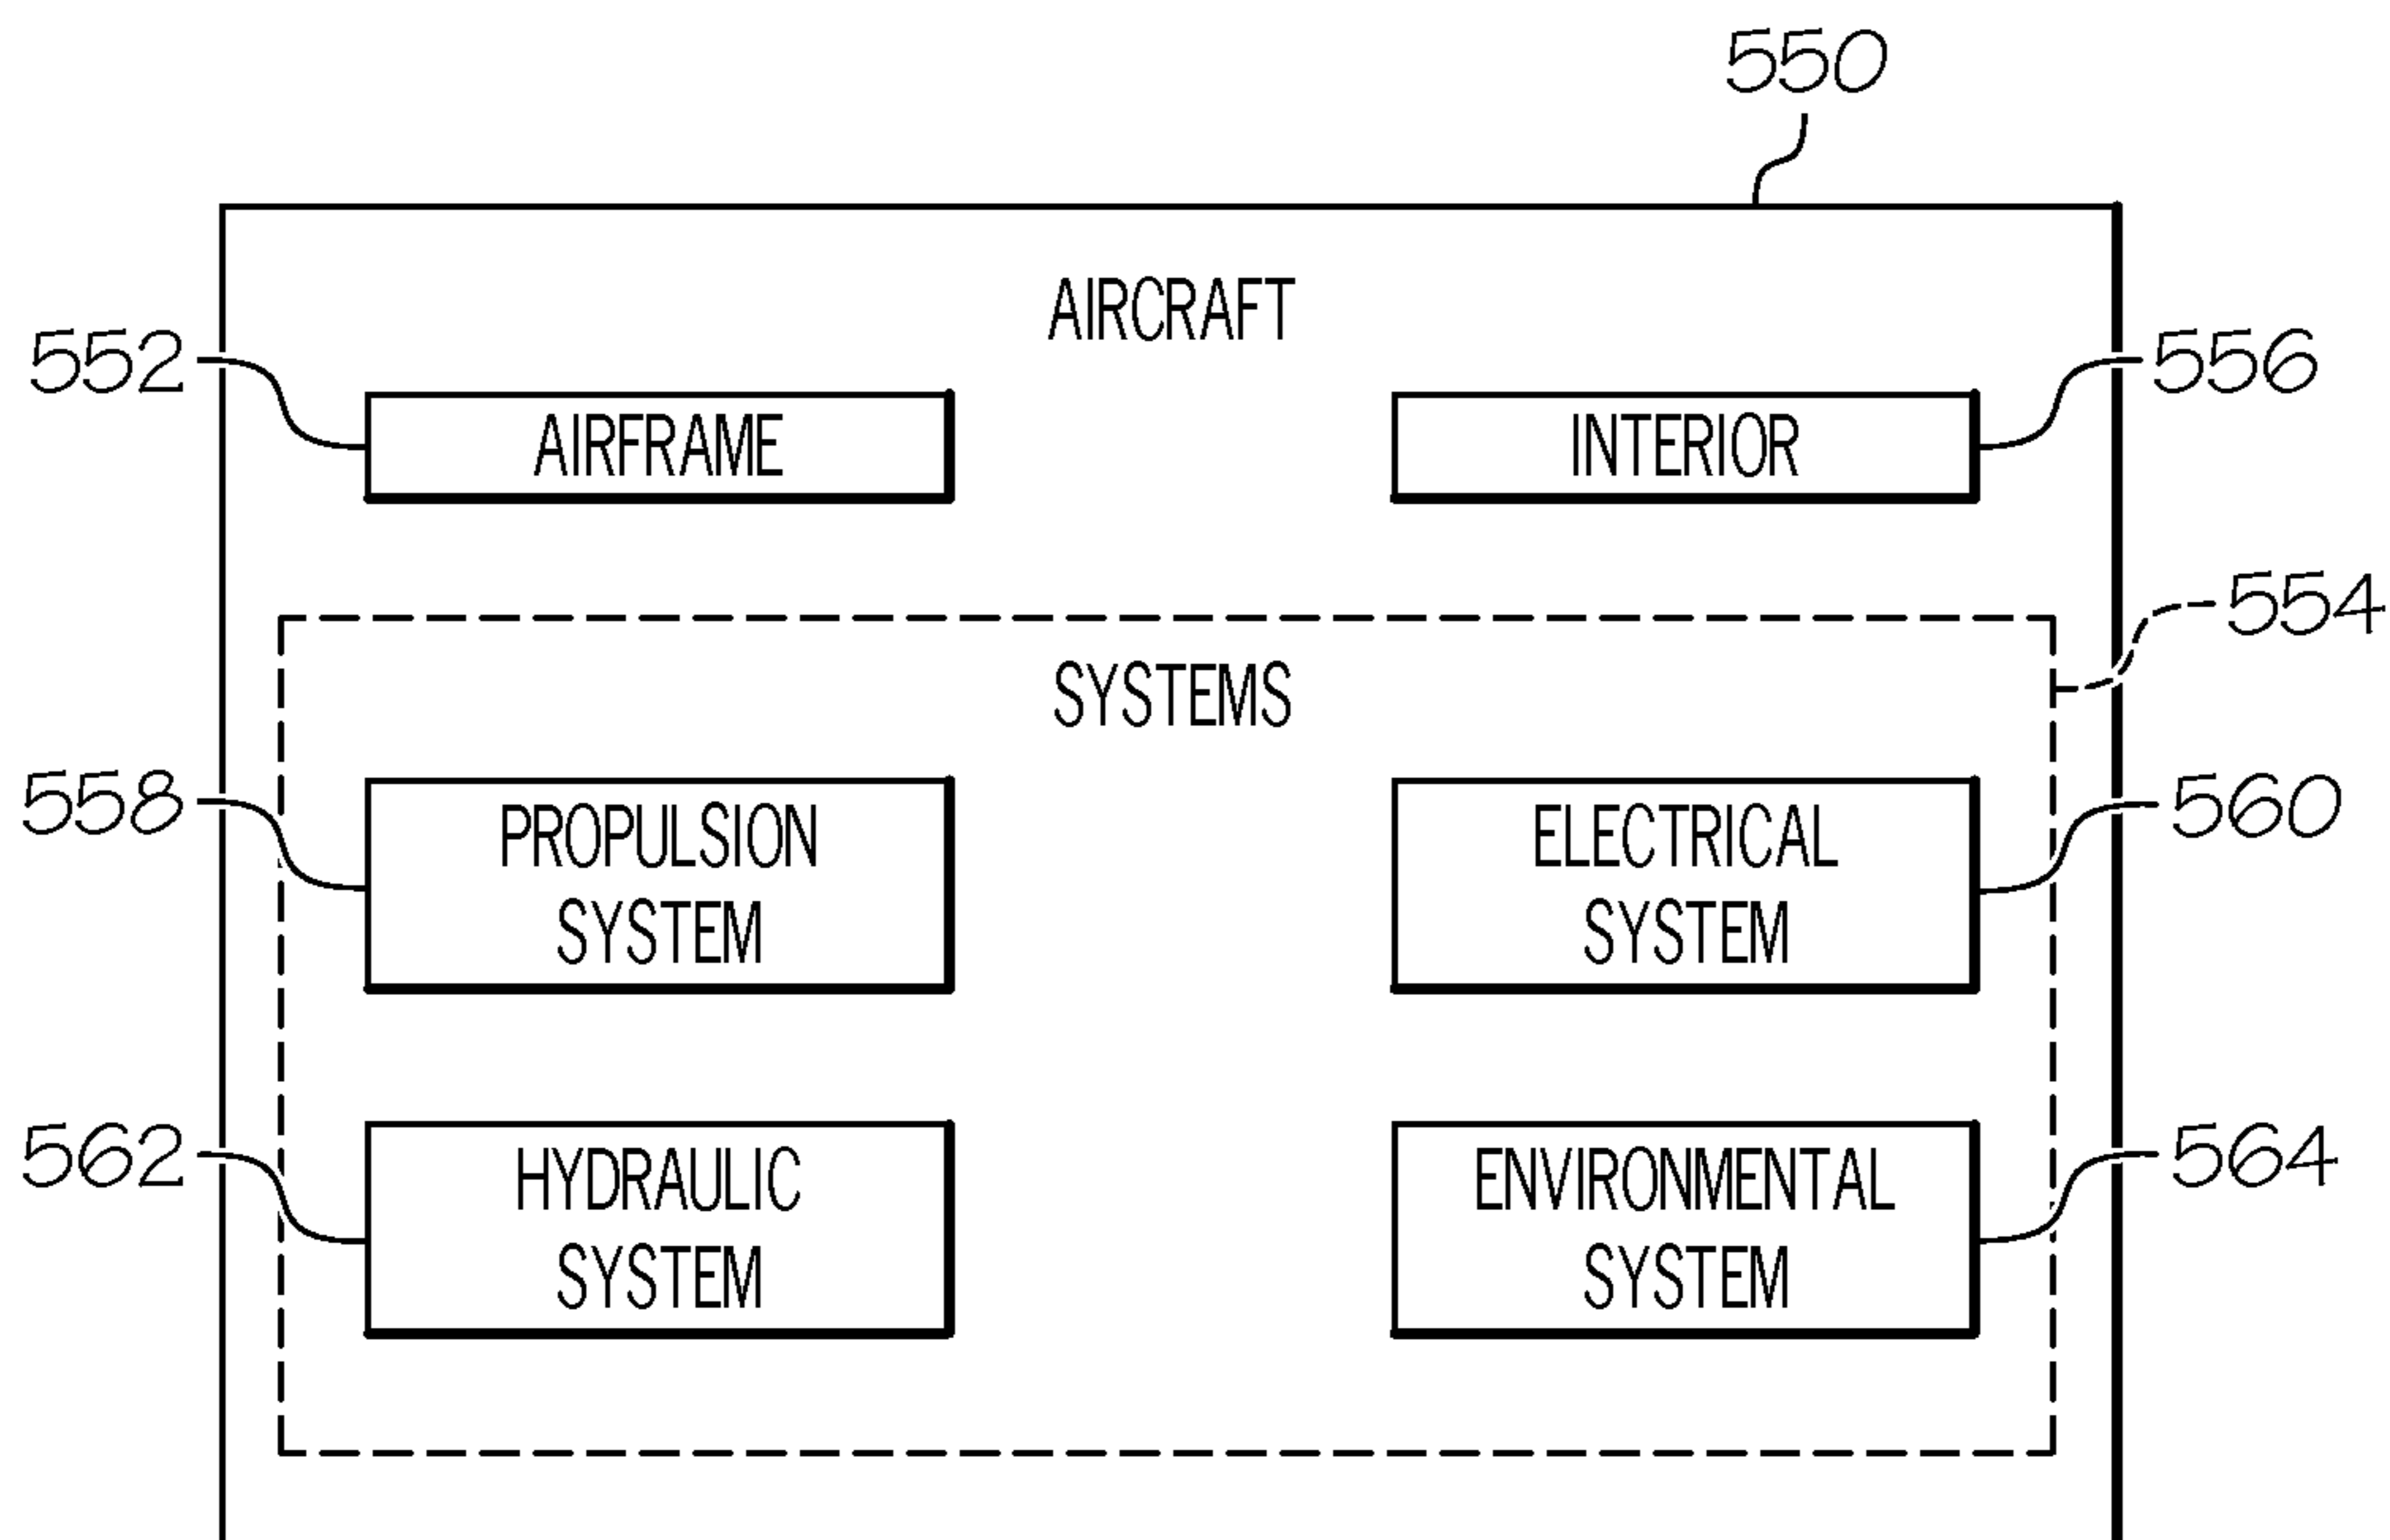 550
AIRCRAFT
552
556
AIRFRAME
INTERIOR
554
SYSTEMS
558
560
PROPULSION
SYSTEM
ELECTRICAL
SYSTEM
562
564
HYDRAULIC
SYSTEM
ENVIRONMENTAL
SYSTEM